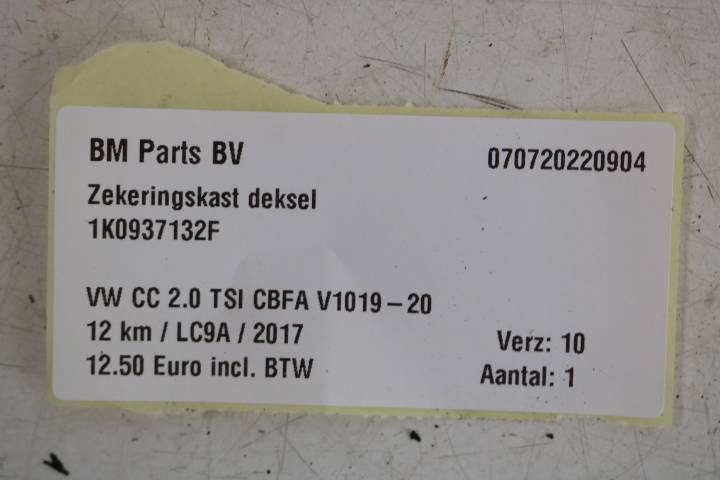 BM Parts BV 070720220904
Zekeringskast deksel
1K0937132F
VW CC 2.0 TSI CBFA V1019-20
12 km / LC9A / 2017 Verz: 10
12.50 Euro incl. BTW Aantal: 1